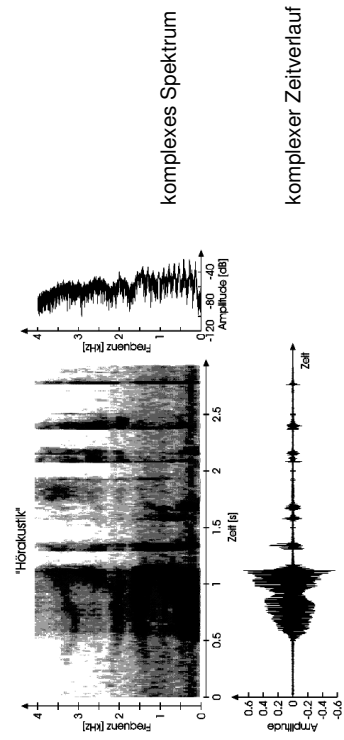 "Hörakustik"
Frequenz [kHz]
4
3
2
1
0
0 0.5 1 1.5 2 2.5
Zeit [s]
Frequenz [kHz]
4
3
2
1
0
-120 -80 -40
Amplitude [dB]
komplexes Spektrum
Amplitude
0.6
0.4
0.2
0
-0.2
-0.4
-0.6
Zeit
komplexer Zeitverlauf